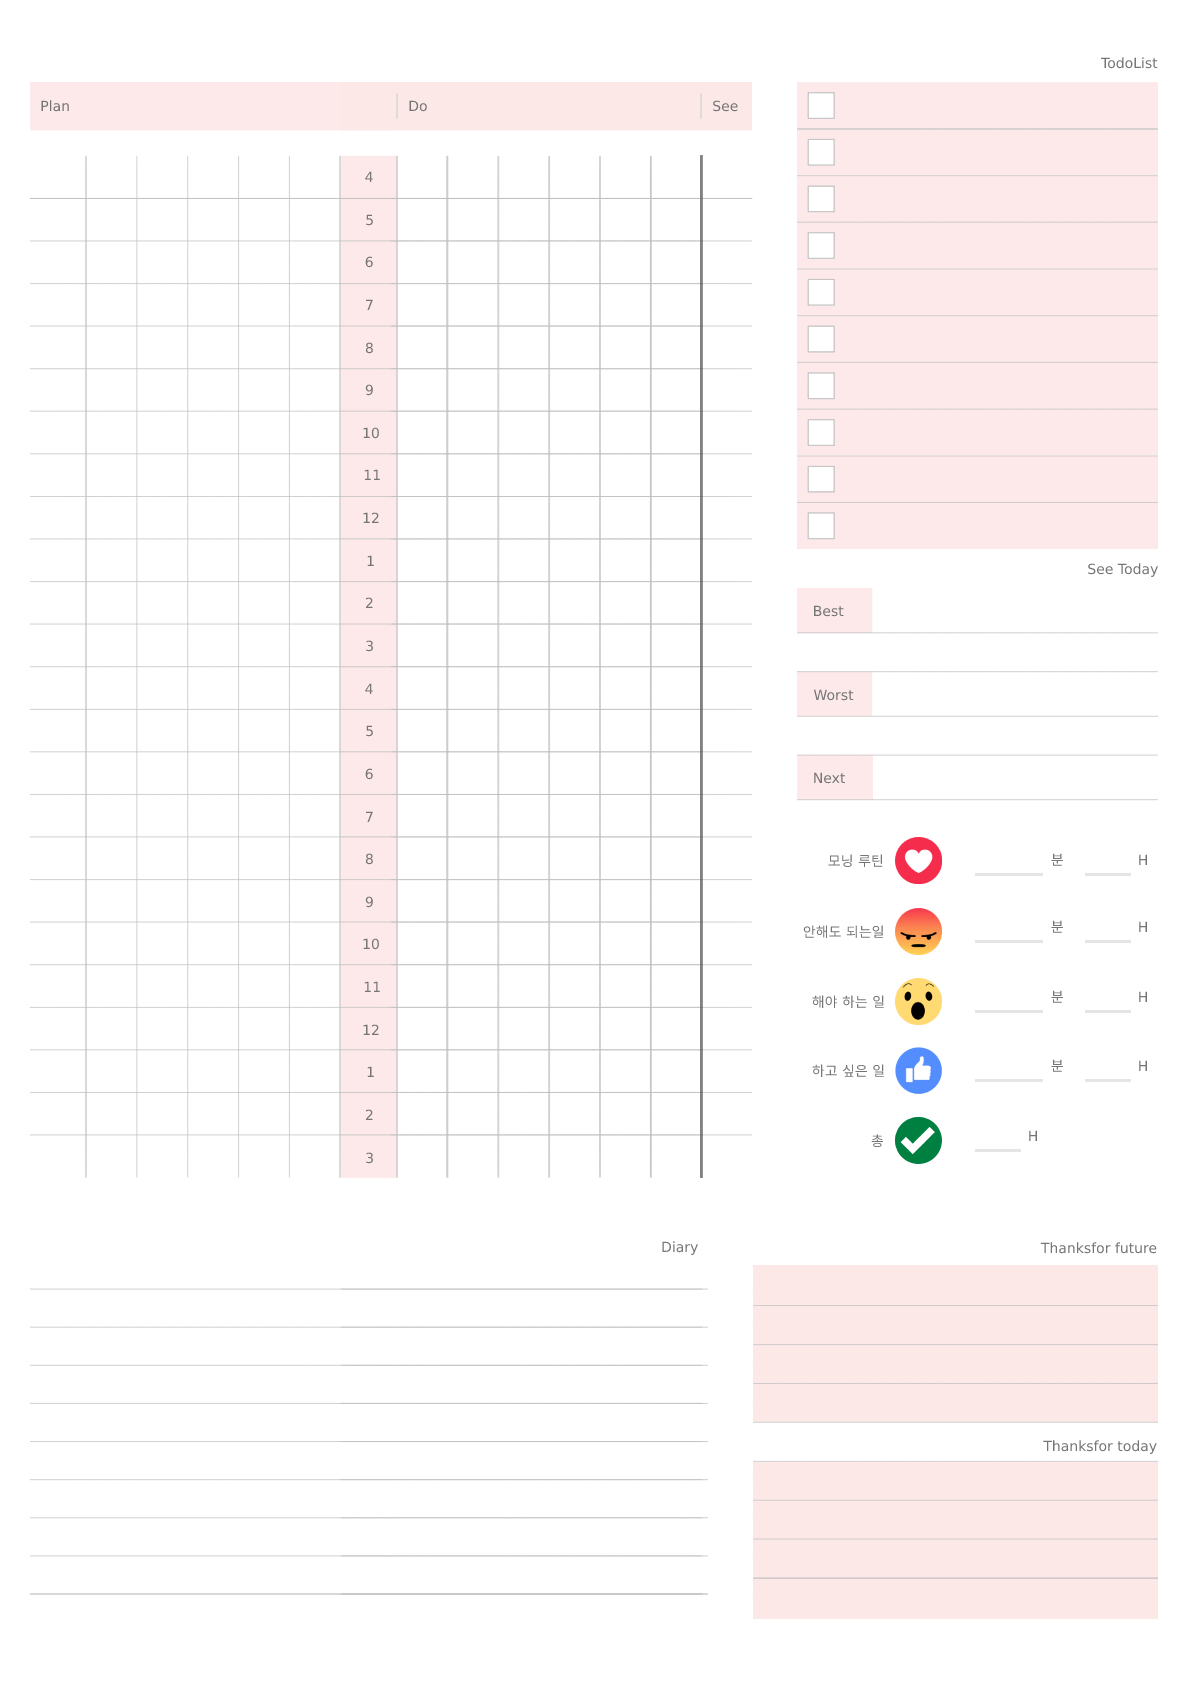 TodoList
Plan
Do
See
4
5
6
7
8
9
10
11
12
1
2
3
4
5
6
7
8
9
10
11
12
1
2
3
See Today
Best
Worst
Next
모닝 루틴 분 H
안해도 되는일 분 H
해야 하는 일 분 H
하고 싶은 일 분 H
총 H
Diary
Thanksfor future
Thanksfor today